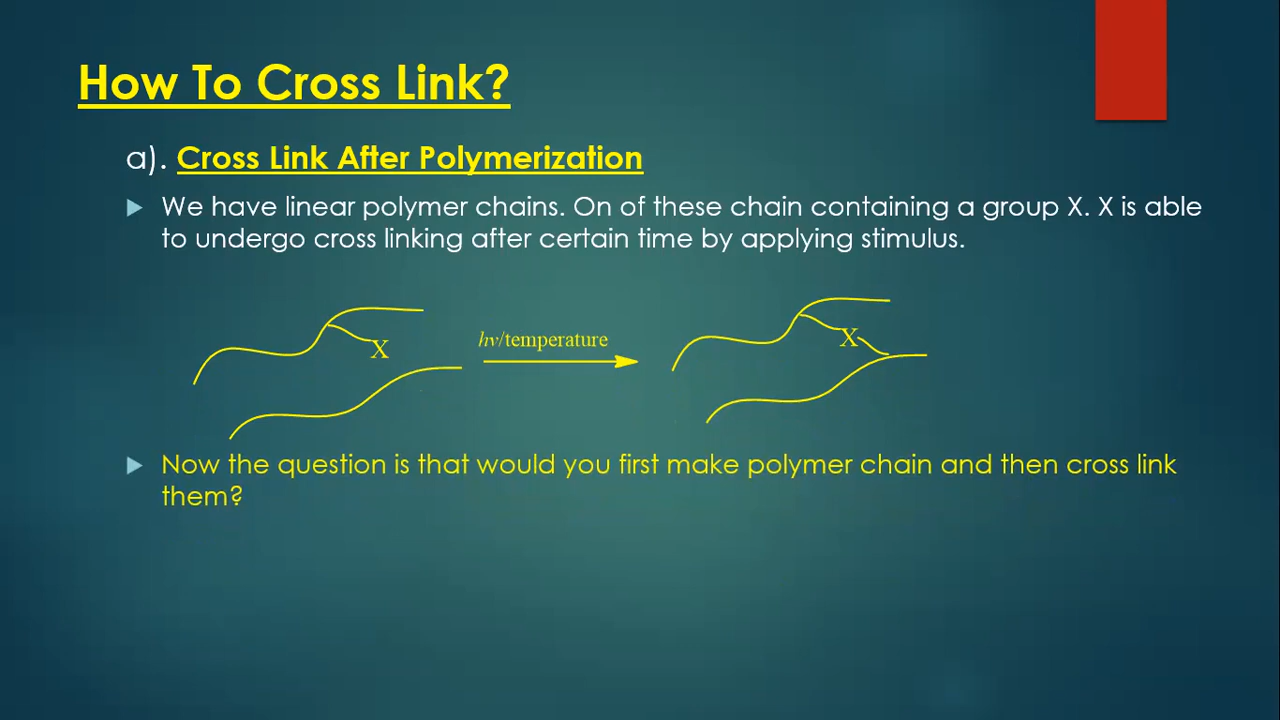 How To Cross Link?
a). Cross Link After Polymerization
We have linear polymer chains. On of these chain containing a group X. X is able
to undergo cross linking after certain time by applying stimulus.
X
hv/temperature
X
Now the question is that would you first make polymer chain and then cross link
them?